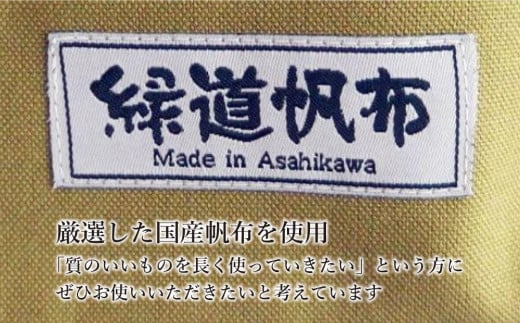 緑道帆布
Made in Asahikawa
厳選した国産帆布を使用
「質のいいものを長く使っていきたい」という方に
ぜひお使いいただきたいと考えています